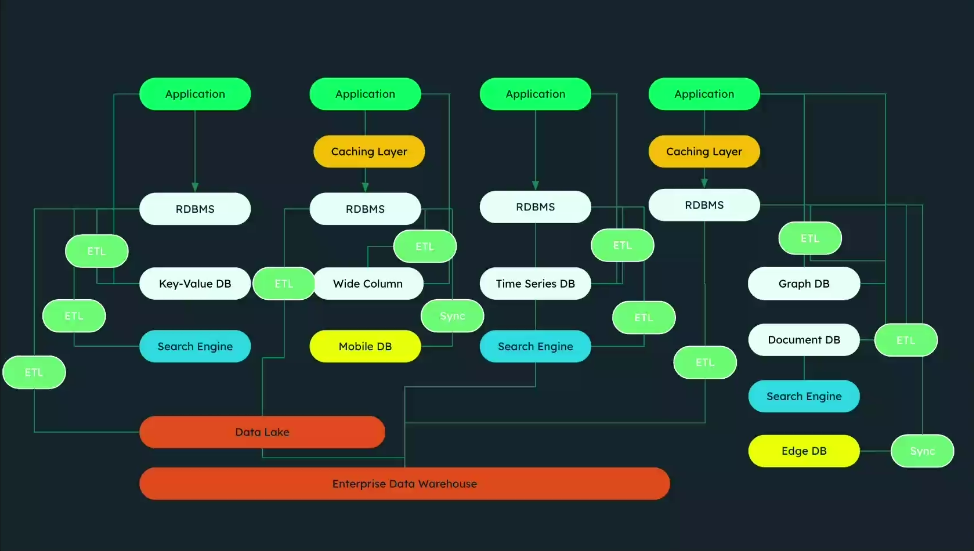 Application
Application
Application
Application
Caching Layer
Caching Layer
RDBMS
RDBMS
RDBMS
RDBMS
ETL
ETL
ETL
ETL
Key-Value DB
ETL
Wide Column
Time Series DB
Graph DB
ETL
Sync
ETL
Search Engine
Mobile DB
Search Engine
Document DB
ETL
ETL
ETL
Search Engine
Data Lake
Edge DB
Sync
Enterprise Data Warehouse